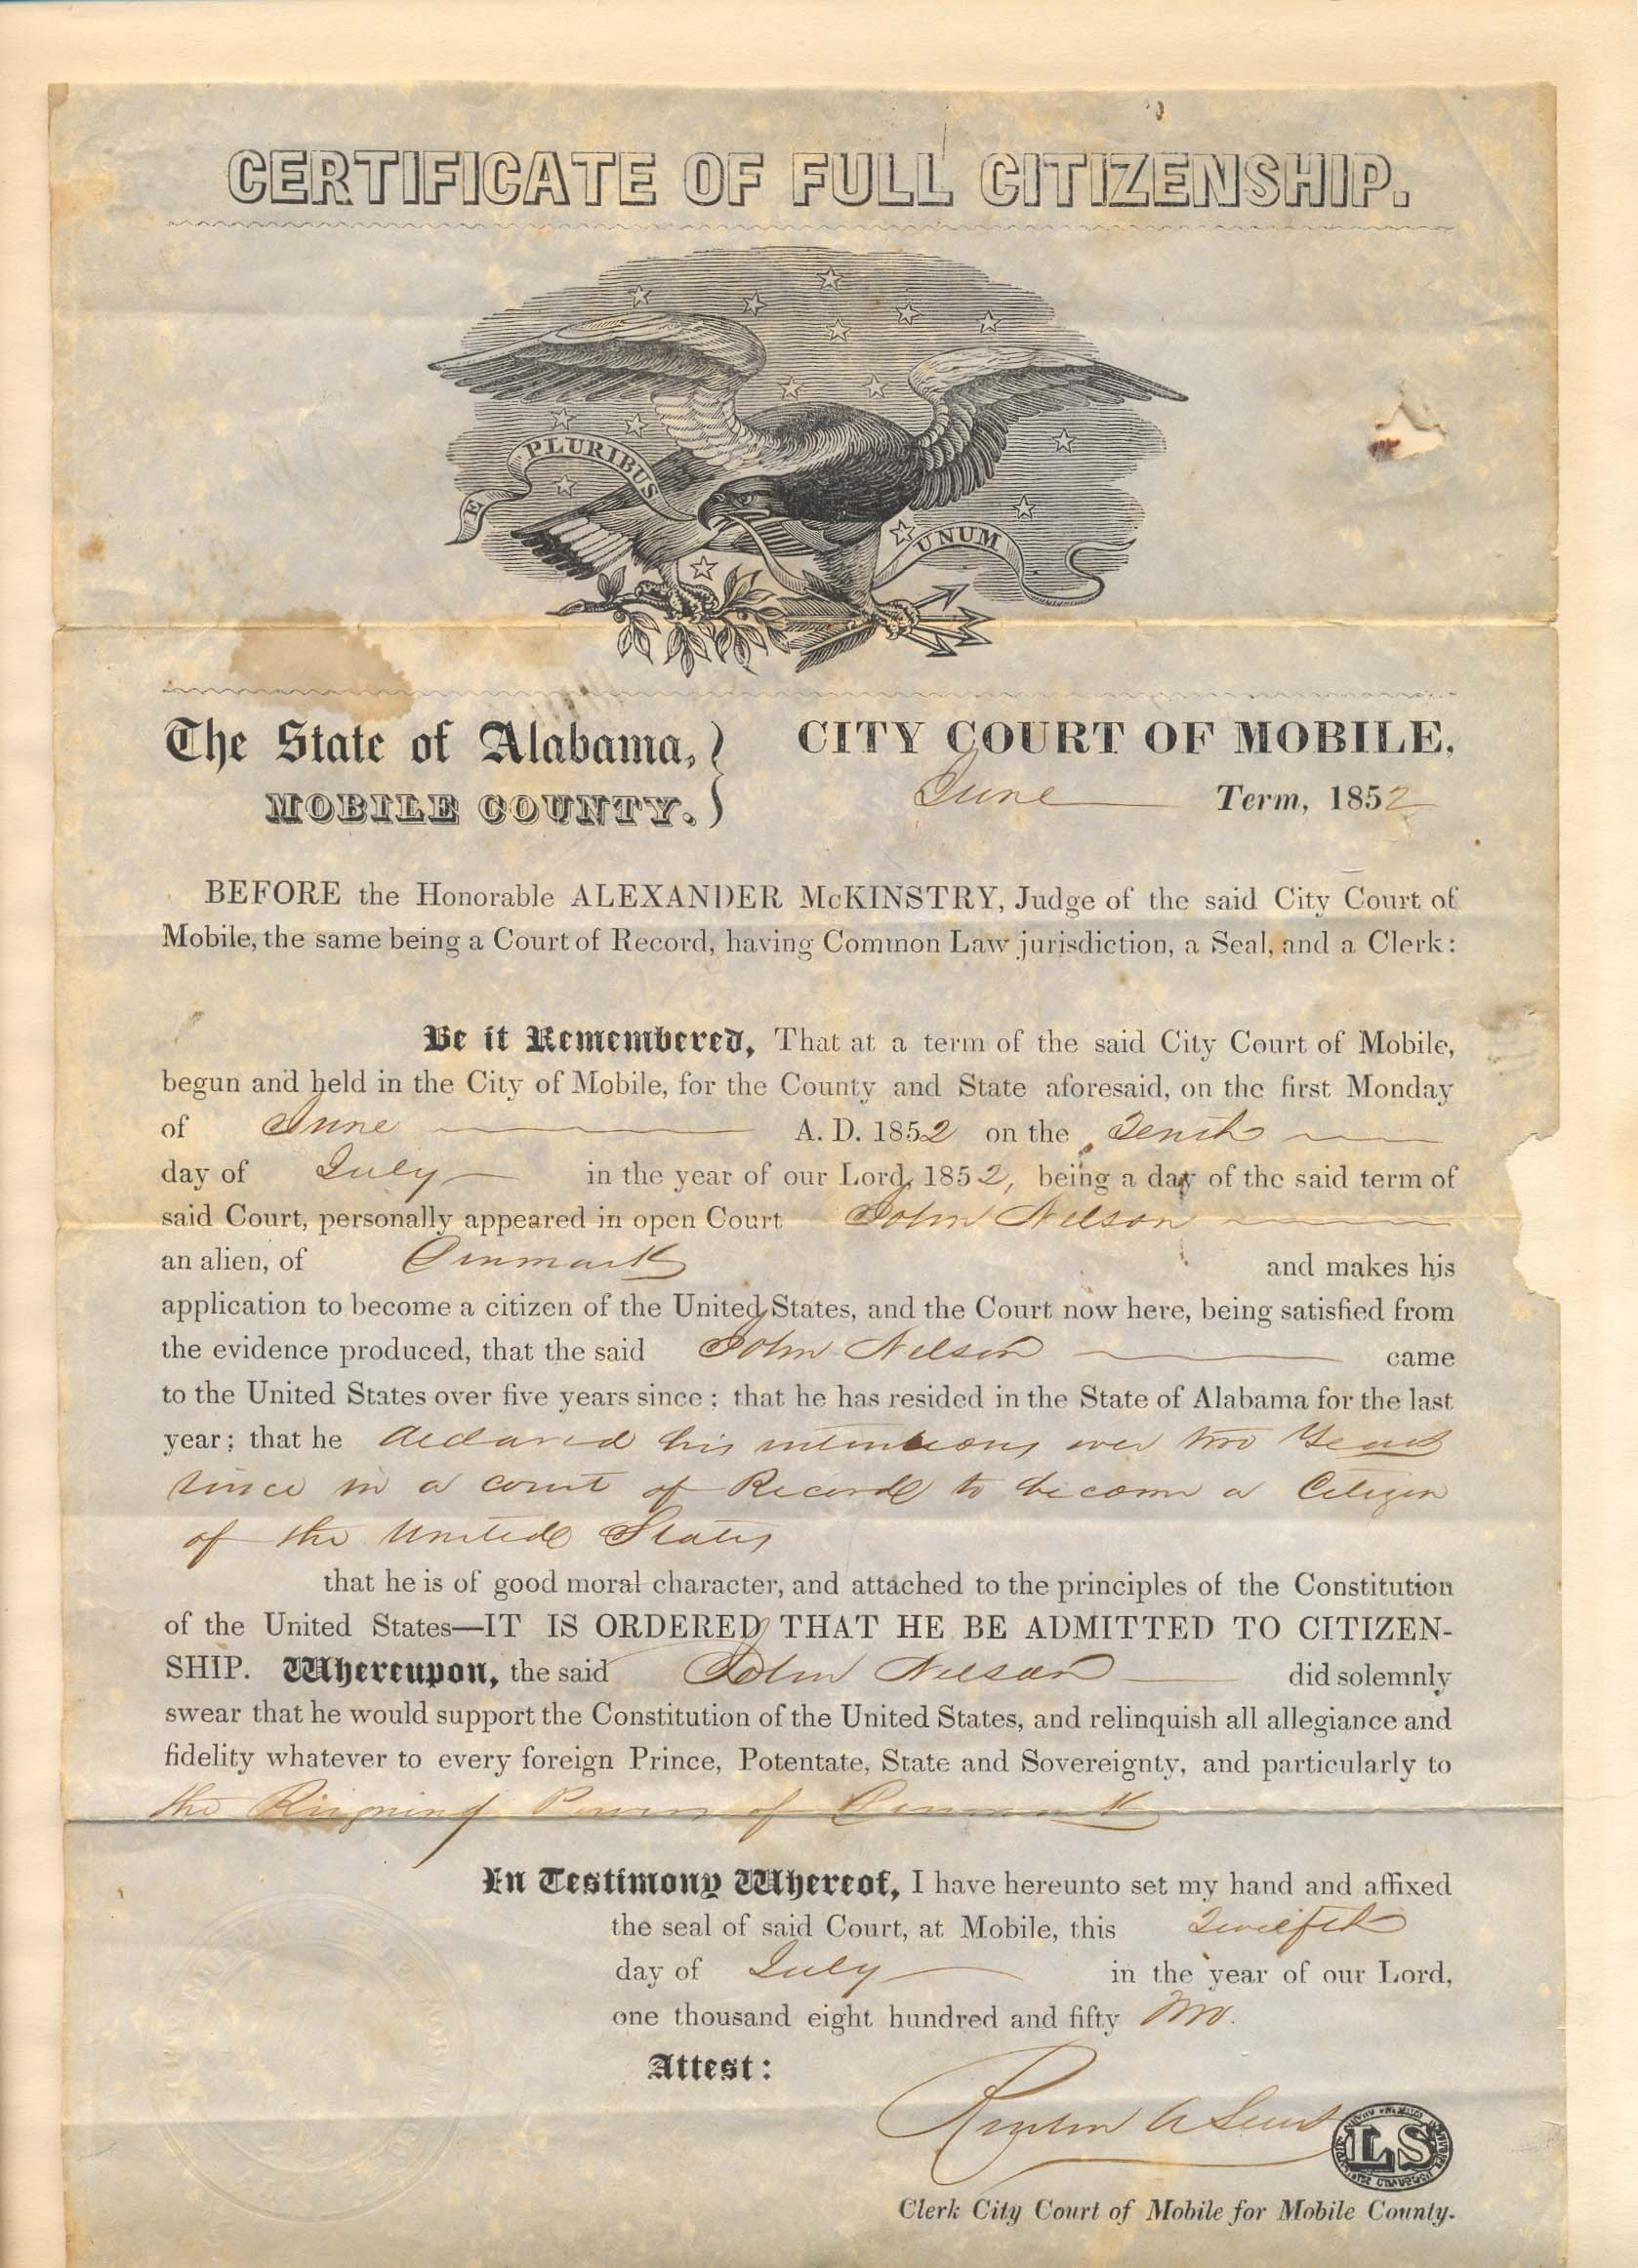 CERTIFICATE OF FULL CITIZENSHIP.
E PLURIBUS UNUM
The State of Alabama, } CITY COURT OF MOBILE,
MOBILE COUNTY. } June Term, 1852
BEFORE the Honorable ALEXANDER McKINSTRY, Judge of the said City Court of
Mobile, the same being a Court of Record, having Common Law jurisdiction, a Seal, and a Clerk:
Be it Remembered, That at a term of the said City Court of Mobile,
begun and held in the City of Mobile, for the County and State aforesaid, on the first Monday
of June A. D. 1852 on the Tenth
day of July in the year of our Lord, 1852, being a day of the said term of
said Court, personally appeared in open Court John Nelson
an alien, of Denmark and makes his
application to become a citizen of the United States, and the Court now here, being satisfied from
the evidence produced, that the said John Nelson came
to the United States over five years since; that he has resided in the State of Alabama for the last
year; that he declared his intentions over two Years
since in a court of Record to become a Citizen
of the United States
that he is of good moral character, and attached to the principles of the Constitution
of the United States—IT IS ORDERED THAT HE BE ADMITTED TO CITIZEN-
SHIP. Whereupon, the said John Nelson did solemnly
swear that he would support the Constitution of the United States, and relinquish all allegiance and
fidelity whatever to every foreign Prince, Potentate, State and Sovereignty, and particularly to
the Reigning Power of Denmark
In Testimony Whereof, I have hereunto set my hand and affixed
the seal of said Court, at Mobile, this Twelfth
day of July in the year of our Lord,
one thousand eight hundred and fifty two.
Attest:
LS
Clerk City Court of Mobile for Mobile County.